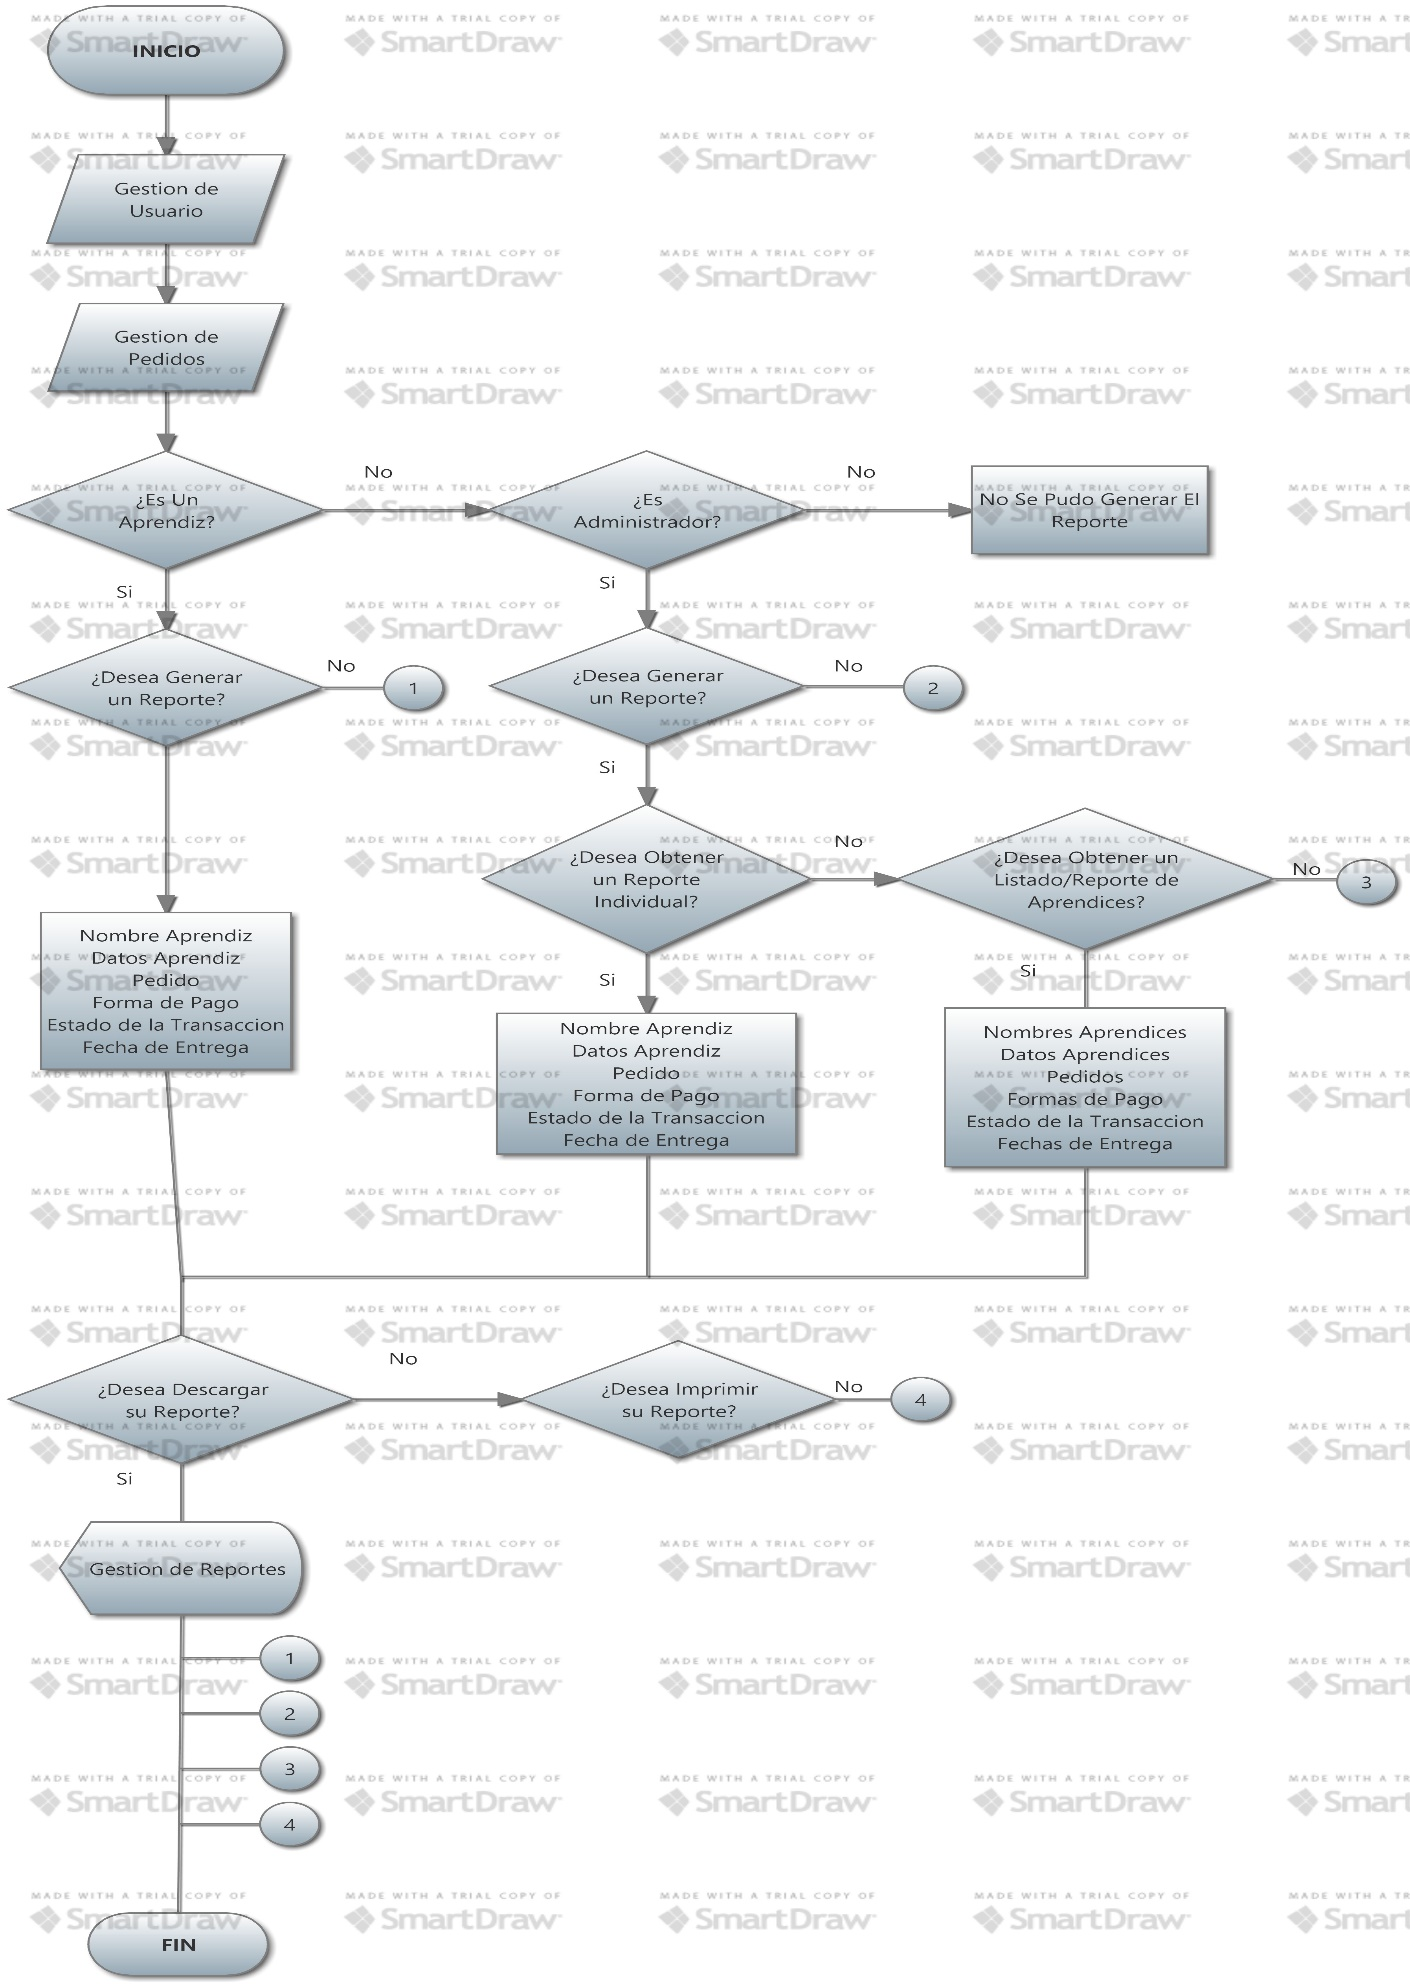 INICIO
Gestion de
Usuario
Gestion de
Pedidos
¿Es Un
Aprendiz?
No
¿Es
Administrador?
No
No Se Pudo Generar El
Reporte
Si
Si
¿Desea Generar
un Reporte?
No
1
¿Desea Generar
un Reporte?
No
2
Si
¿Desea Obtener
un Reporte
Individual?
No
¿Desea Obtener un
Listado/Reporte de
Aprendices?
No
3
Nombre Aprendiz
Datos Aprendiz
Pedido
Forma de Pago
Estado de la Transaccion
Fecha de Entrega
Si
Nombre Aprendiz
Datos Aprendiz
Pedido
Forma de Pago
Estado de la Transaccion
Fecha de Entrega
Si
Nombres Aprendices
Datos Aprendices
Pedidos
Formas de Pago
Estado de la Transaccion
Fechas de Entrega
¿Desea Descargar
su Reporte?
No
¿Desea Imprimir
su Reporte?
No
4
Si
Gestion de Reportes
1
2
3
4
FIN
MADE WITH A TRIAL COPY OF
SmartDraw